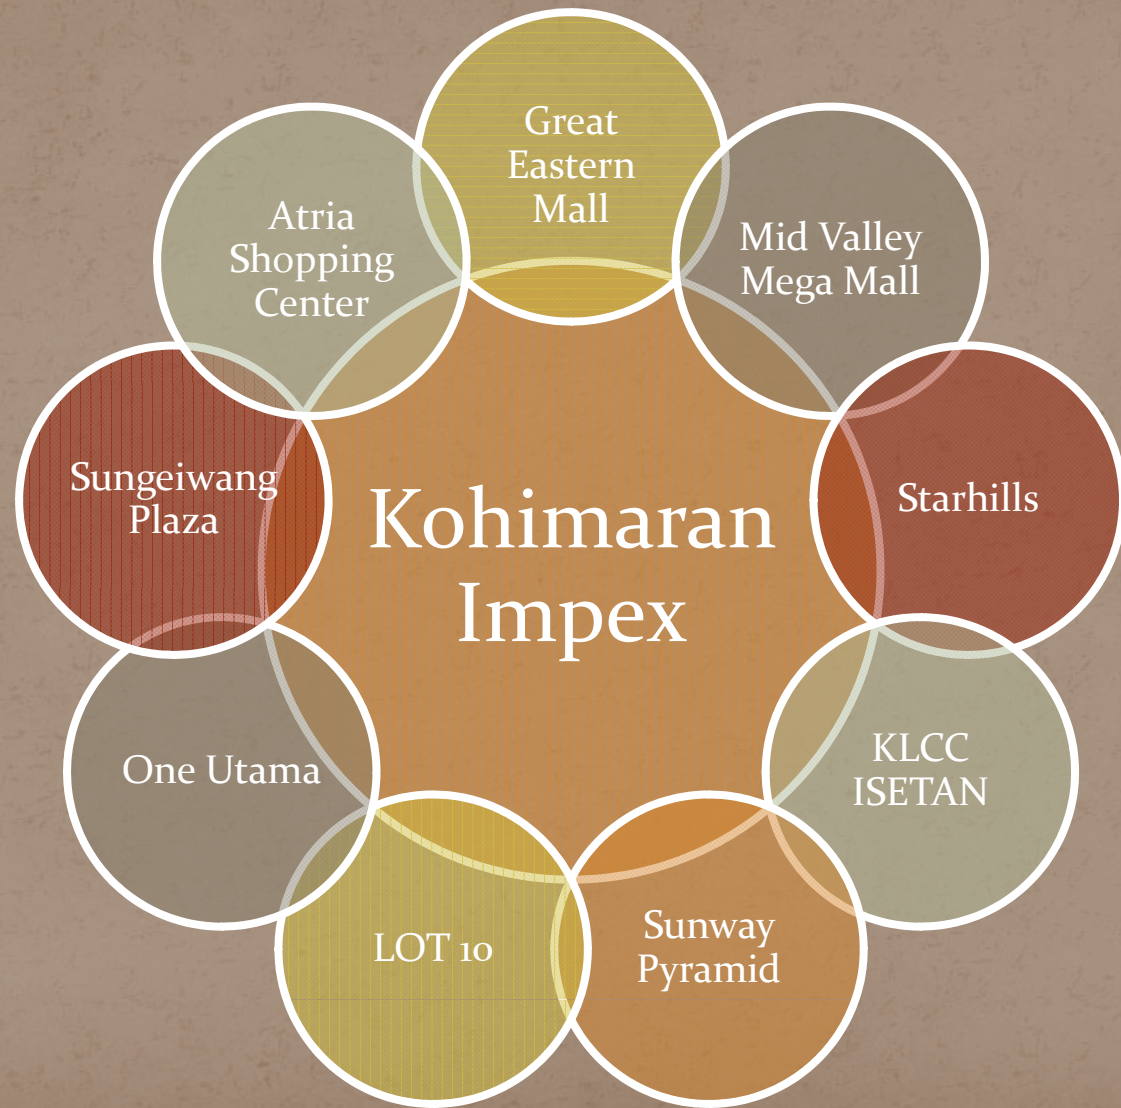 Great
Eastern
Mall
Mid Valley
Mega Mall
Starhills
KLCC
ISETAN
Sunway
Pyramid
LOT 10
One Utama
Sungeiwang
Plaza
Atria
Shopping
Center
Kohimaran
Impex